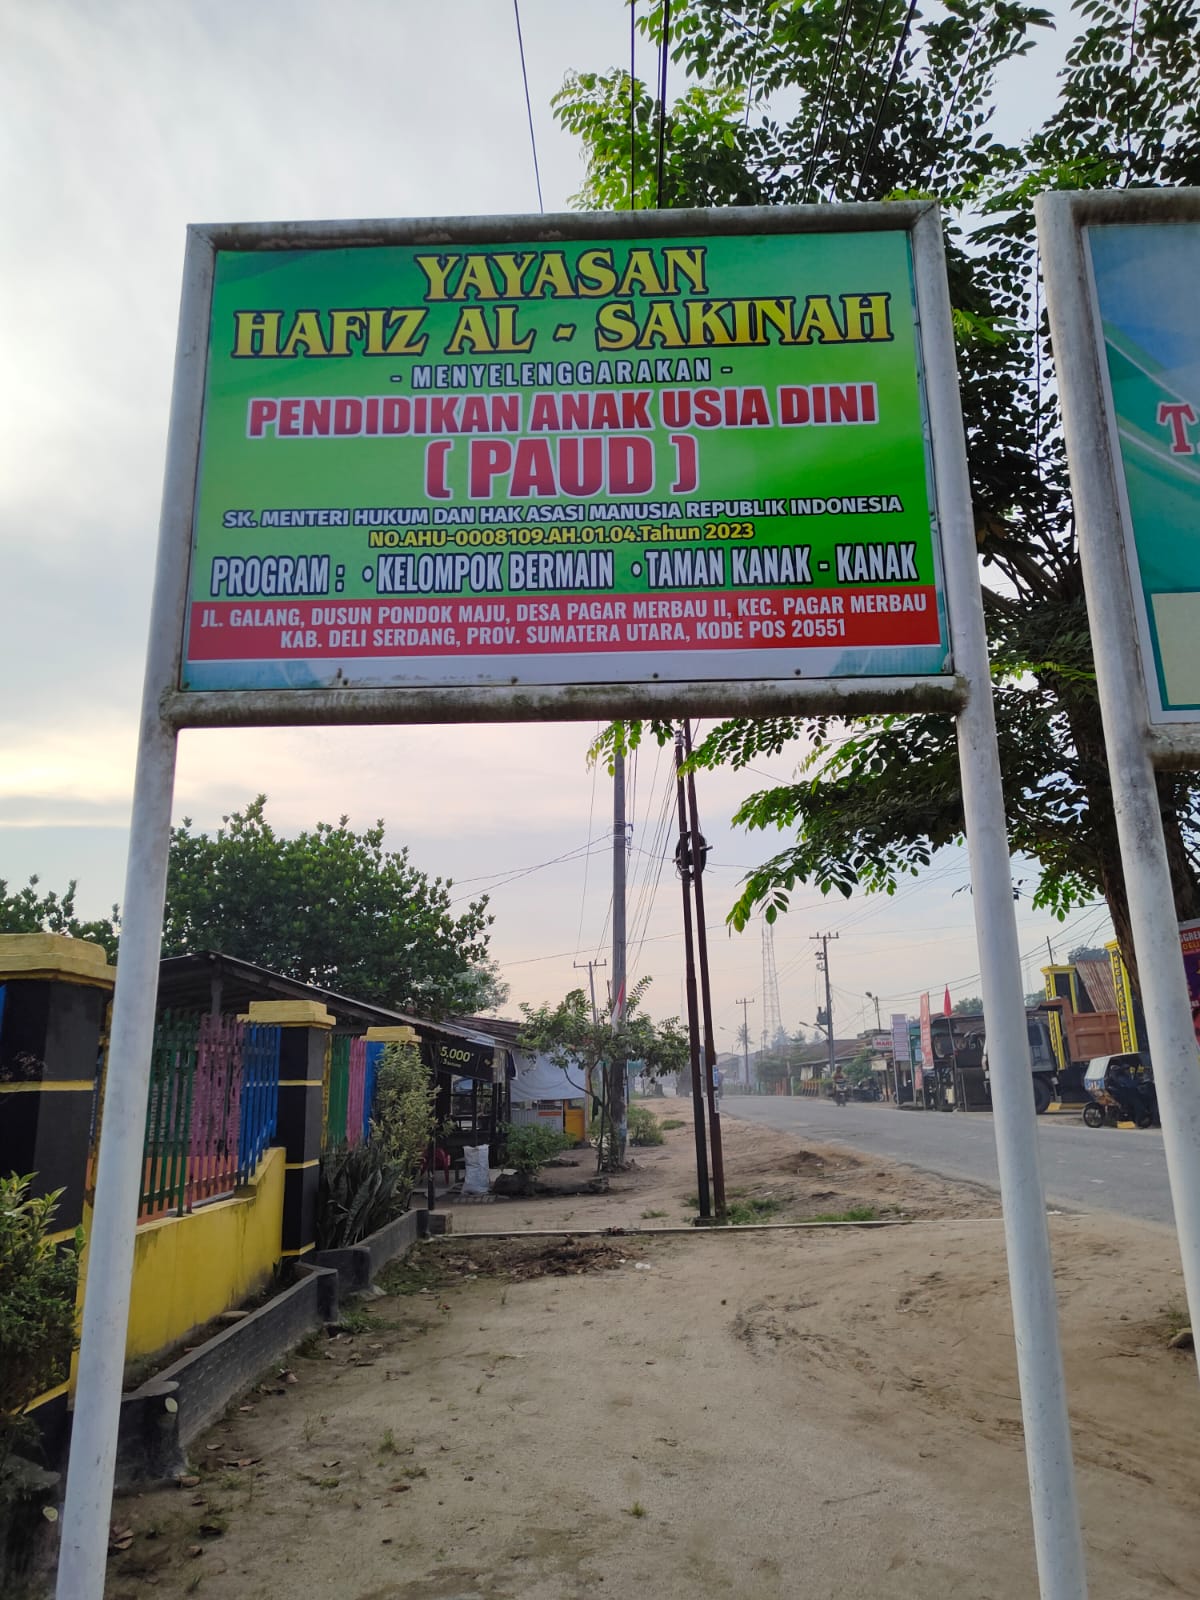 YAYASAN
HAFIZ AL - SAKINAH
- MENYELENGGARAKAN -
PENDIDIKAN ANAK USIA DINI
( PAUD )
SK. MENTERI HUKUM DAN HAK ASASI MANUSIA REPUBLIK INDONESIA
NO.AHU-0008109.AH.01.04.Tahun 2023
PROGRAM : • KELOMPOK BERMAIN • TAMAN KANAK - KANAK
JL. GALANG, DUSUN PONDOK MAJU, DESA PAGAR MERBAU II, KEC. PAGAR MERBAU
KAB. DELI SERDANG, PROV. SUMATERA UTARA, KODE POS 20551
T
5.000